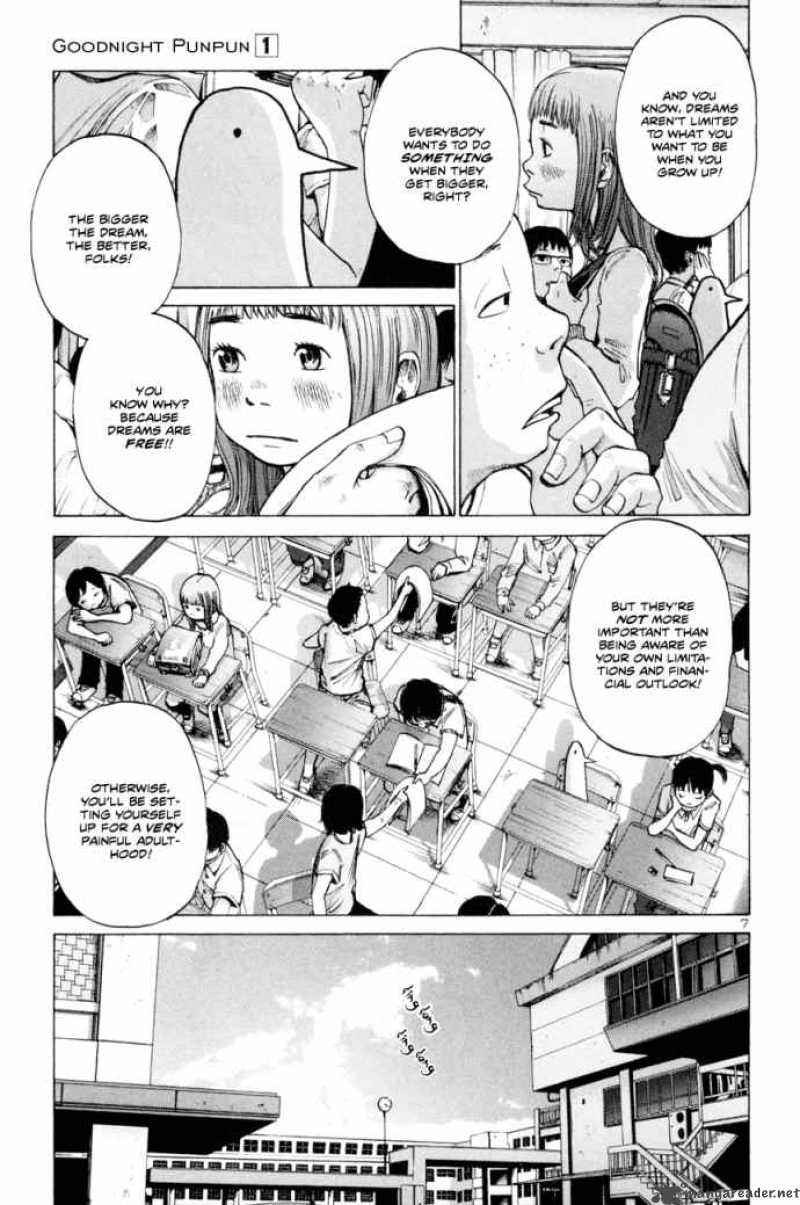 GOODNIGHT PUNPUN 1
AND YOU
KNOW, DREAMS
AREN'T LIMITED
TO WHAT YOU
WANT TO BE
WHEN YOU
GROW UP!
EVERYBODY
WANTS TO DO
SOMETHING
WHEN THEY
GET BIGGER,
RIGHT?
THE BIGGER
THE DREAM,
THE BETTER,
FOLKS!
YOU
KNOW WHY?
BECAUSE
DREAMS ARE
FREE!!
BUT THEY'RE
NOT MORE
IMPORTANT THAN
BEING AWARE OF
YOUR OWN LIMITA-
TIONS AND FINAN-
CIAL OUTLOOK!
OTHERWISE,
YOU'LL BE SET-
TING YOURSELF
UP FOR A VERY
PAINFUL ADULT-
HOOD!
7
ting tong
ting tong
mangareader.net